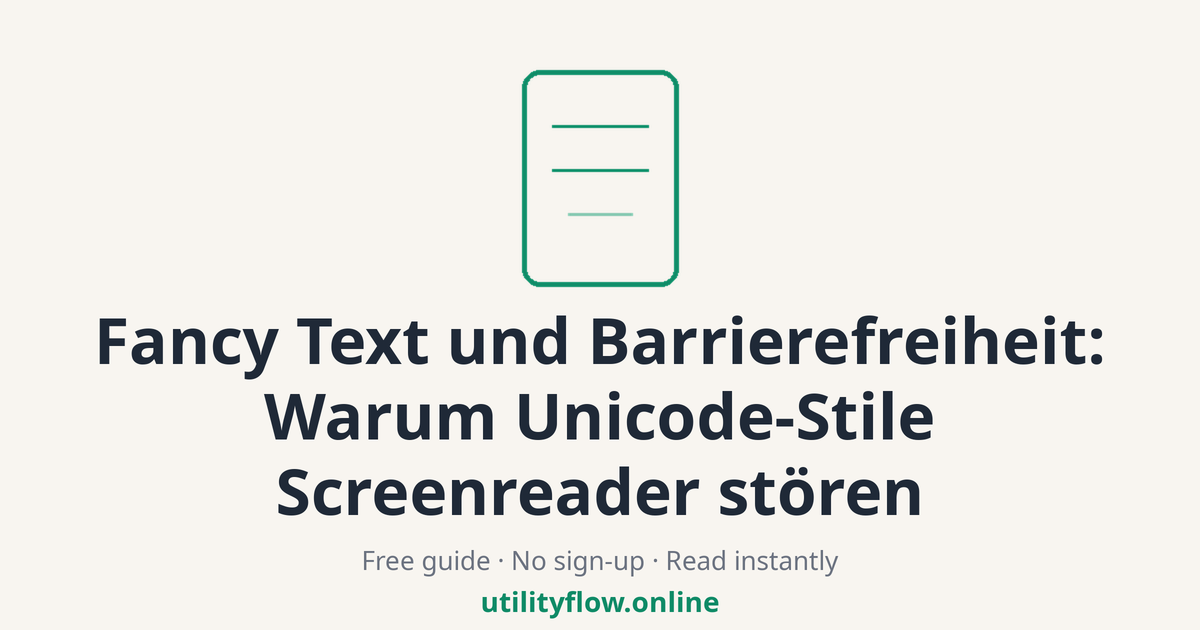 Fancy Text und Barrierefreiheit:
Warum Unicode-Stile
Screenreader stören
Free guide · No sign-up · Read instantly
utilityflow.online